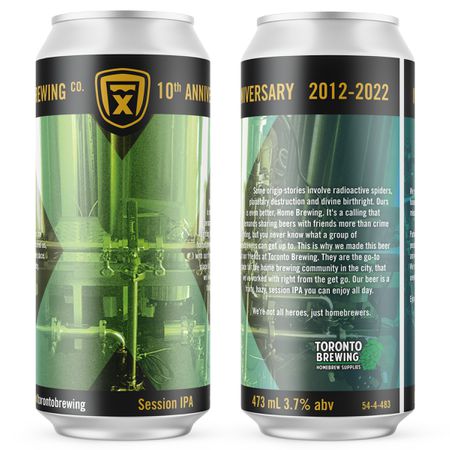 REWING CO.
10th ANNIVE
torontobrewing
Session IPA
NIVERSARY 2012-2022
Some origin stories involve radioactive spiders,
planetary destruction and divine birthright. Ours
is even better, Home Brewing. It's a calling that
demands sharing beers with friends more than crime
but you never know what a group of
can get up to. This is why we made this beer
friends at Toronto Brewing. They are the go-to
the home brewing community in the city, that
worked with right from the get go. Our beer is a
hazy, session IPA you can enjoy all day.
We're not all heroes, just homebrewers.
TORONTO
BREWING
HOMEBREW SUPPLIES
473 mL 3.7% abv
54-4-483